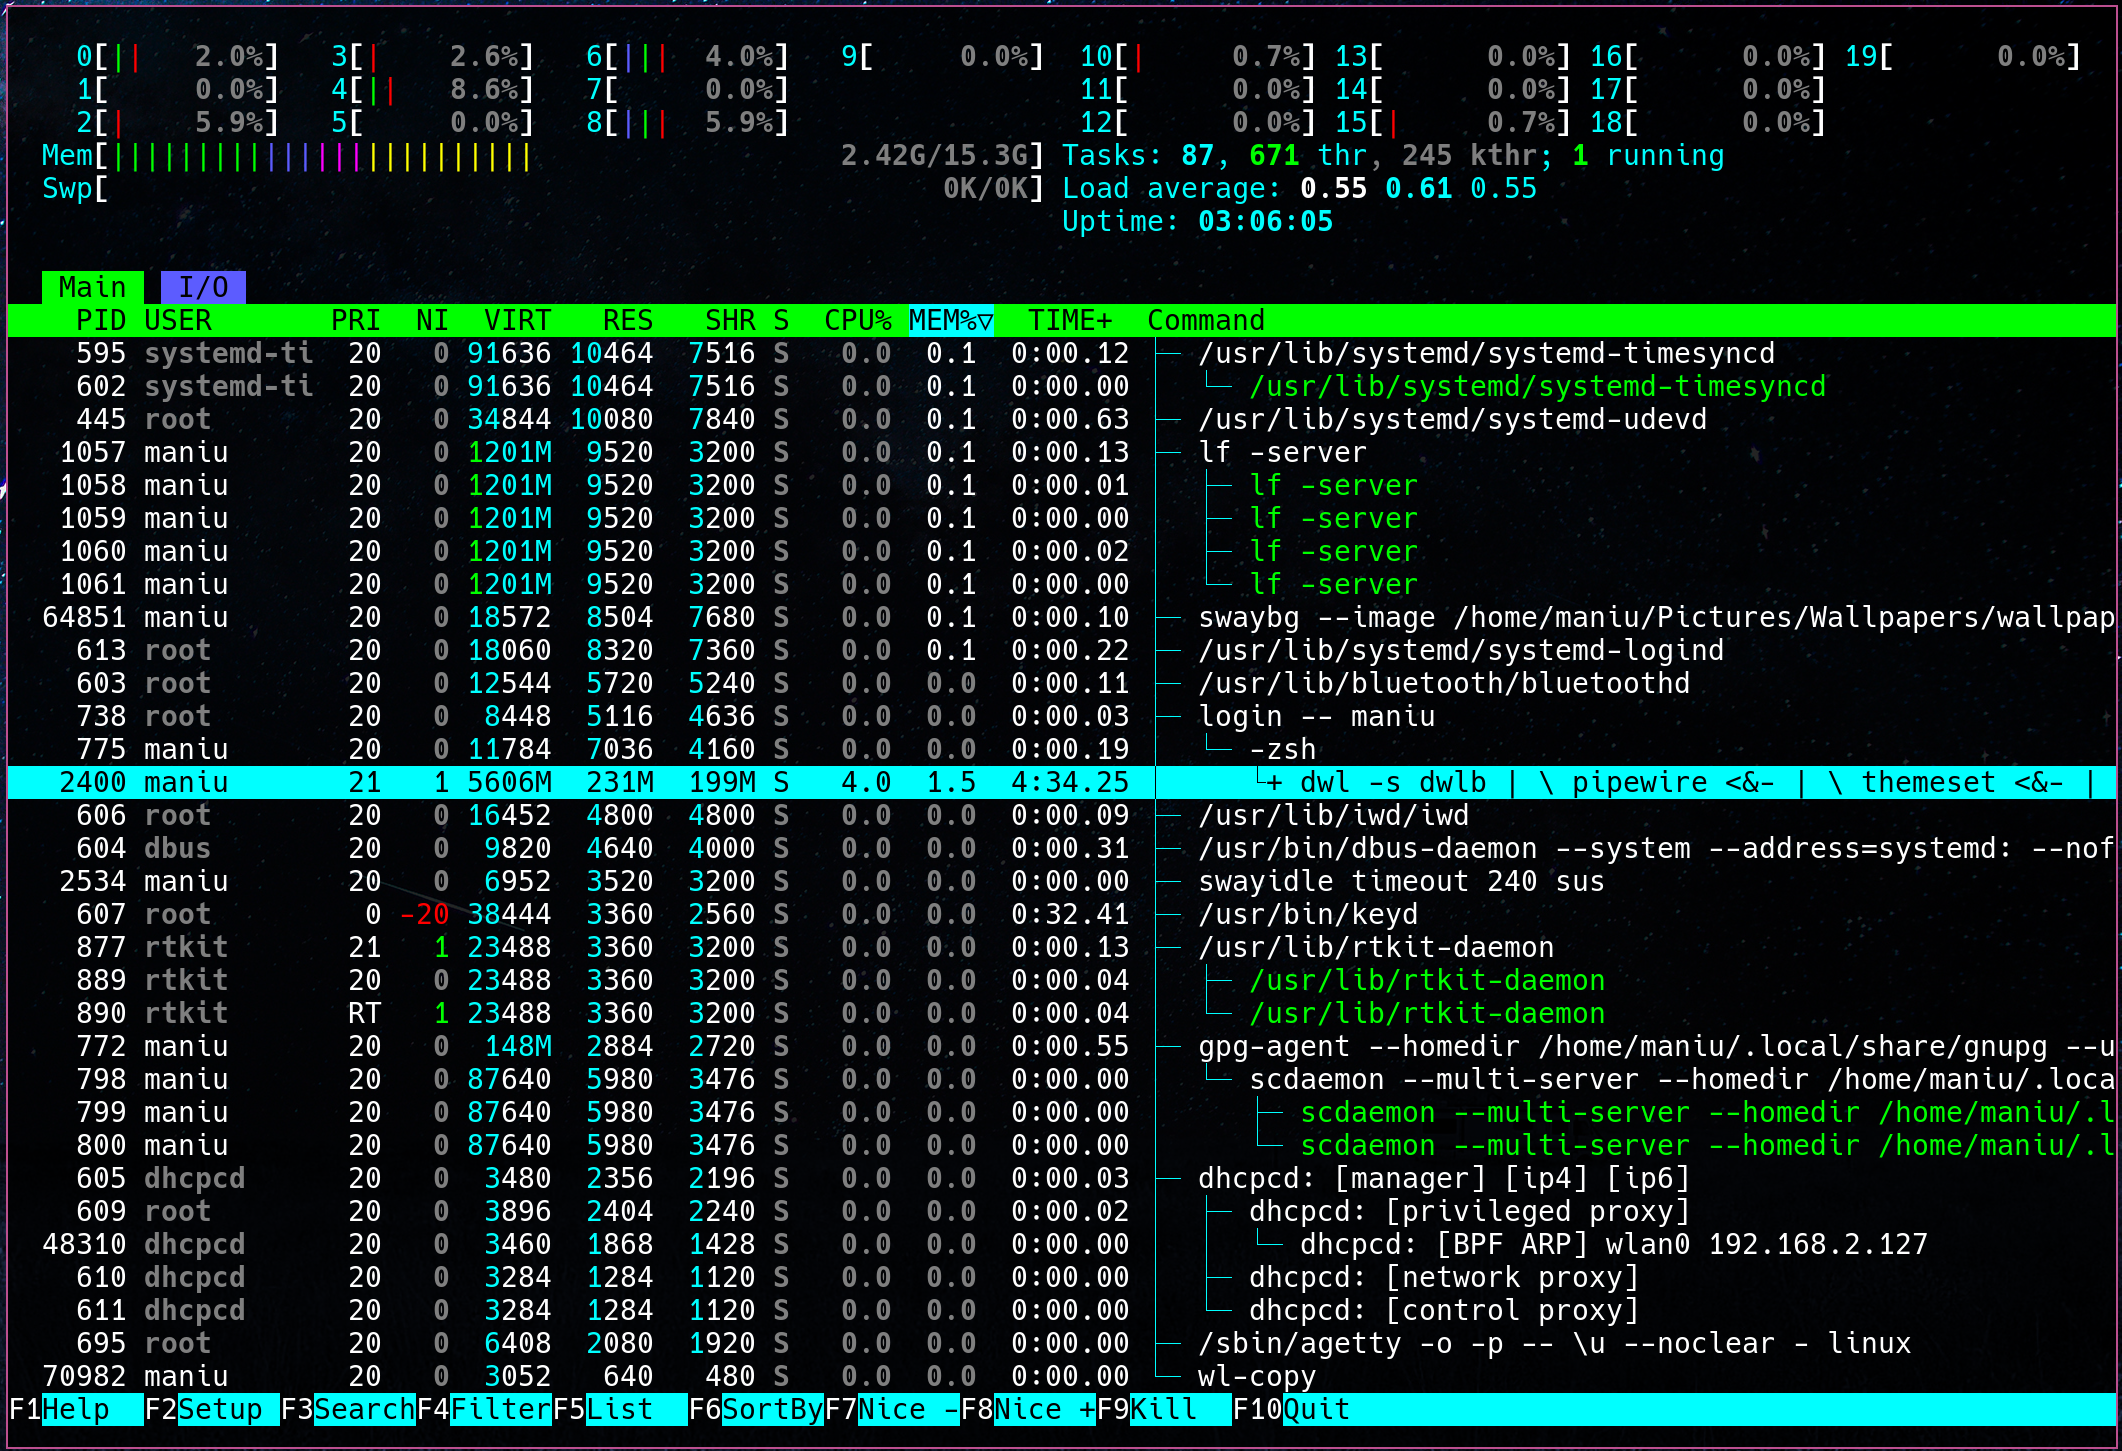 0[|| 2.0%] 3[| 2.6%] 6[||| 4.0%] 9[ 0.0%] 10[| 0.7%] 13[ 0.0%] 16[ 0.0%] 19[ 0.0%]
1[ 0.0%] 4[|| 8.6%] 7[ 0.0%] 11[ 0.0%] 14[ 0.0%] 17[ 0.0%]
2[| 5.9%] 5[ 0.0%] 8[||| 5.9%] 12[ 0.0%] 15[| 0.7%] 18[ 0.0%]
Mem[||||||||||||||||||||||||| 2.42G/15.3G] Tasks: 87, 671 thr, 245 kthr; 1 running
Swp[ 0K/0K] Load average: 0.55 0.61 0.55
Uptime: 03:06:05
Main I/O
PID USER PRI NI VIRT RES SHR S CPU% MEM%▽ TIME+ Command
595 systemd-ti 20 0 91636 10464 7516 S 0.0 0.1 0:00.12 ├─ /usr/lib/systemd/systemd-timesyncd
602 systemd-ti 20 0 91636 10464 7516 S 0.0 0.1 0:00.00 │ └─ /usr/lib/systemd/systemd-timesyncd
445 root 20 0 34844 10080 7840 S 0.0 0.1 0:00.63 ├─ /usr/lib/systemd/systemd-udevd
1057 maniu 20 0 1201M 9520 3200 S 0.0 0.1 0:00.13 ├─ lf -server
1058 maniu 20 0 1201M 9520 3200 S 0.0 0.1 0:00.01 │ ├─ lf -server
1059 maniu 20 0 1201M 9520 3200 S 0.0 0.1 0:00.00 │ ├─ lf -server
1060 maniu 20 0 1201M 9520 3200 S 0.0 0.1 0:00.02 │ ├─ lf -server
1061 maniu 20 0 1201M 9520 3200 S 0.0 0.1 0:00.00 │ └─ lf -server
64851 maniu 20 0 18572 8504 7680 S 0.0 0.1 0:00.10 ├─ swaybg --image /home/maniu/Pictures/Wallpapers/wallpap
613 root 20 0 18060 8320 7360 S 0.0 0.1 0:00.22 ├─ /usr/lib/systemd/systemd-logind
603 root 20 0 12544 5720 5240 S 0.0 0.0 0:00.11 ├─ /usr/lib/bluetooth/bluetoothd
738 root 20 0 8448 5116 4636 S 0.0 0.0 0:00.03 ├─ login -- maniu
775 maniu 20 0 11784 7036 4160 S 0.0 0.0 0:00.19 │ └─ -zsh
2400 maniu 21 1 5606M 231M 199M S 4.0 1.5 4:34.25 │ └+ dwl -s dwlb | \ pipewire <&- | \ themeset <&- |
606 root 20 0 16452 4800 4800 S 0.0 0.0 0:00.09 ├─ /usr/lib/iwd/iwd
604 dbus 20 0 9820 4640 4000 S 0.0 0.0 0:00.31 ├─ /usr/bin/dbus-daemon --system --address=systemd: --nof
2534 maniu 20 0 6952 3520 3200 S 0.0 0.0 0:00.00 ├─ swayidle timeout 240 sus
607 root 0 -20 38444 3360 2560 S 0.0 0.0 0:32.41 ├─ /usr/bin/keyd
877 rtkit 21 1 23488 3360 3200 S 0.0 0.0 0:00.13 ├─ /usr/lib/rtkit-daemon
889 rtkit 20 0 23488 3360 3200 S 0.0 0.0 0:00.04 │ ├─ /usr/lib/rtkit-daemon
890 rtkit RT 1 23488 3360 3200 S 0.0 0.0 0:00.04 │ └─ /usr/lib/rtkit-daemon
772 maniu 20 0 148M 2884 2720 S 0.0 0.0 0:00.55 ├─ gpg-agent --homedir /home/maniu/.local/share/gnupg --u
798 maniu 20 0 87640 5980 3476 S 0.0 0.0 0:00.00 │ └─ scdaemon --multi-server --homedir /home/maniu/.loca
799 maniu 20 0 87640 5980 3476 S 0.0 0.0 0:00.00 │ ├─ scdaemon --multi-server --homedir /home/maniu/.l
800 maniu 20 0 87640 5980 3476 S 0.0 0.0 0:00.00 │ └─ scdaemon --multi-server --homedir /home/maniu/.l
605 dhcpcd 20 0 3480 2356 2196 S 0.0 0.0 0:00.03 ├─ dhcpcd: [manager] [ip4] [ip6]
609 root 20 0 3896 2404 2240 S 0.0 0.0 0:00.02 │ ├─ dhcpcd: [privileged proxy]
48310 dhcpcd 20 0 3460 1868 1428 S 0.0 0.0 0:00.00 │ │ └─ dhcpcd: [BPF ARP] wlan0 192.168.2.127
610 dhcpcd 20 0 3284 1284 1120 S 0.0 0.0 0:00.00 │ ├─ dhcpcd: [network proxy]
611 dhcpcd 20 0 3284 1284 1120 S 0.0 0.0 0:00.00 │ └─ dhcpcd: [control proxy]
695 root 20 0 6408 2080 1920 S 0.0 0.0 0:00.00 ├─ /sbin/agetty -o -p -- \u --noclear - linux
70982 maniu 20 0 3052 640 480 S 0.0 0.0 0:00.00 └─ wl-copy
F1Help F2Setup F3SearchF4FilterF5List F6SortByF7Nice -F8Nice +F9Kill F10Quit